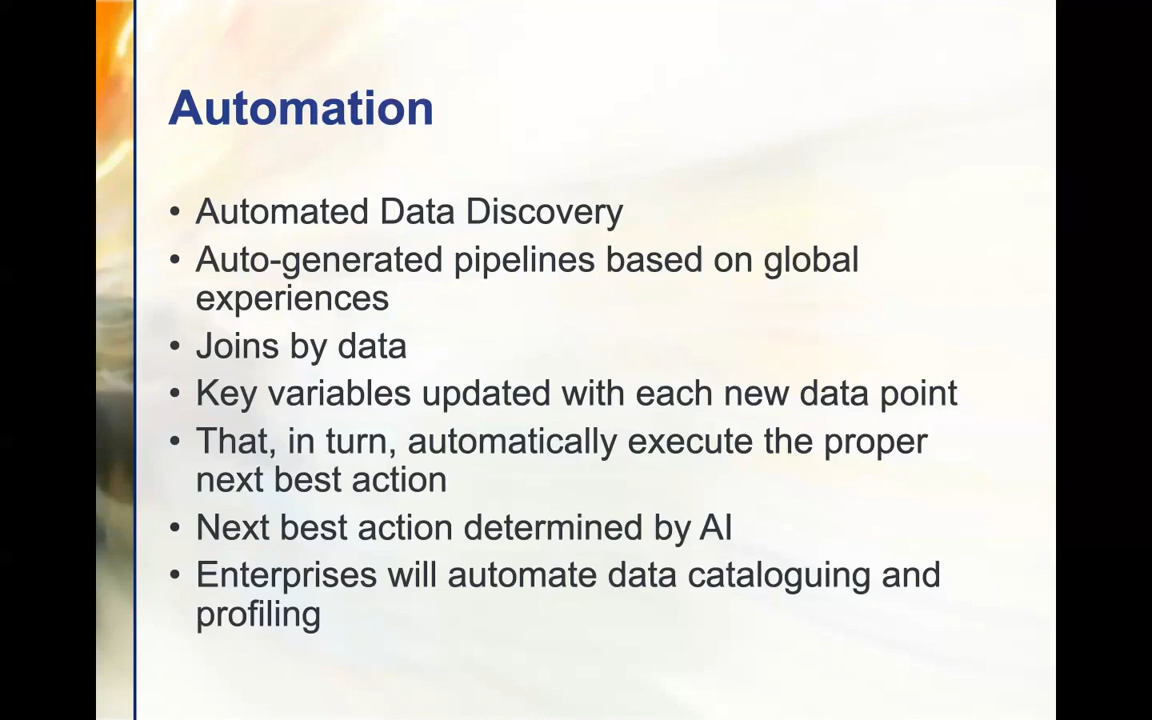 Automation
• Automated Data Discovery
• Auto-generated pipelines based on global
experiences
• Joins by data
• Key variables updated with each new data point
• That, in turn, automatically execute the proper
next best action
• Next best action determined by AI
• Enterprises will automate data cataloguing and
profiling